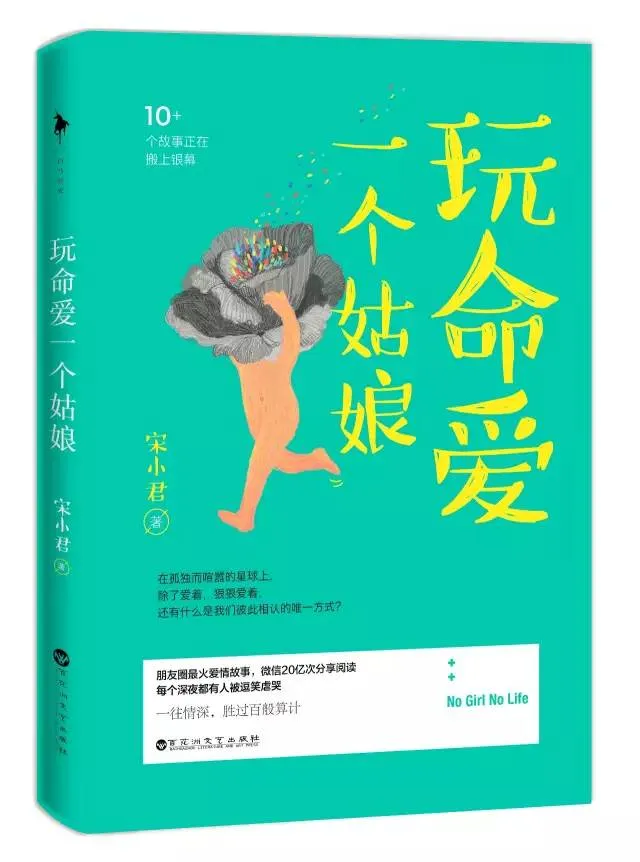 10+
个故事正在
搬上银幕
玩命爱
一个姑娘
宋小君
著
在孤独而喧嚣的星球上，
除了爱着，狠狠爱着，
还有什么是我们彼此相认的唯一方式？
朋友圈最火爱情故事，微信20亿次分享阅读
每个深夜都有人被逗笑虐哭
一往情深，胜过百般算计
百花洲文艺出版社
BAIHUAZHOU LITERATURE AND ART PRESS
++
No Girl No Life
玩命爱一个姑娘
宋小君
著